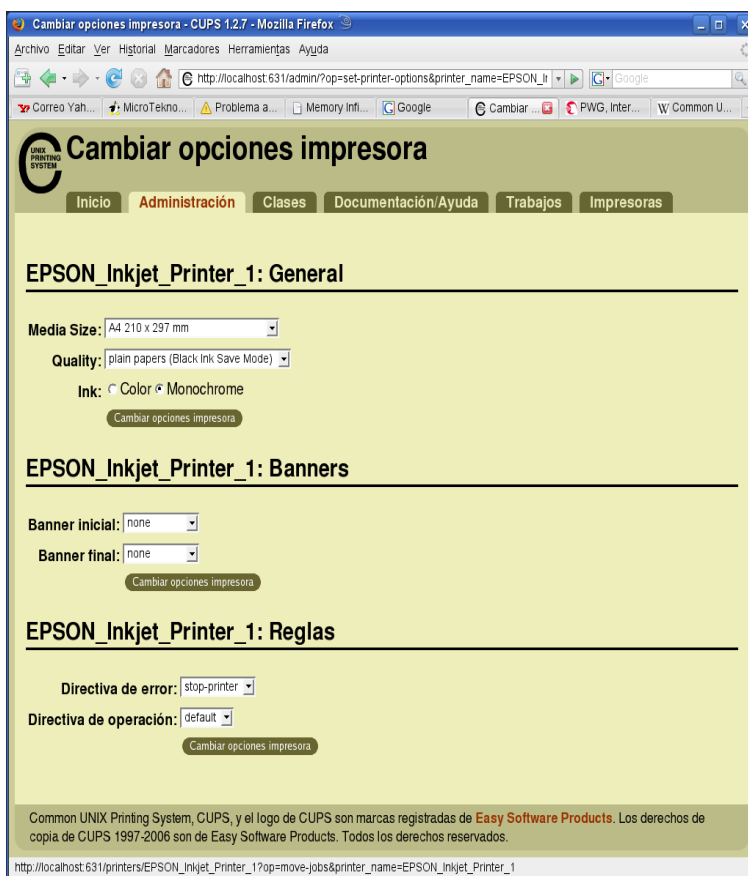 Cambiar opciones impresora - CUPS 1.2.7 - Mozilla Firefox
Archivo Editar Ver Historial Marcadores Herramientas Ayuda
http://localhost:631/admin/?op=set-printer-options&printer_name=EPSON_Ir
Google
Correo Yah... MicroTekno... Problema a... Memory Infi... Google Cambiar ... PWG, Inter... Common U...
UNIX PRINTING SYSTEM
Cambiar opciones impresora
Inicio Administración Clases Documentación/Ayuda Trabajos Impresoras
EPSON_Inkjet_Printer_1: General
Media Size: A4 210 x 297 mm
Quality: plain papers (Black Ink Save Mode)
Ink: Color Monochrome
Cambiar opciones impresora
EPSON_Inkjet_Printer_1: Banners
Banner inicial: none
Banner final: none
Cambiar opciones impresora
EPSON_Inkjet_Printer_1: Reglas
Directiva de error: stop-printer
Directiva de operación: default
Cambiar opciones impresora
Common UNIX Printing System, CUPS, y el logo de CUPS son marcas registradas de Easy Software Products. Los derechos de
copia de CUPS 1997-2006 son de Easy Software Products. Todos los derechos reservados.
http://localhost:631/printers/EPSON_Inkjet_Printer_1?op=move-jobs&printer_name=EPSON_Inkjet_Printer_1